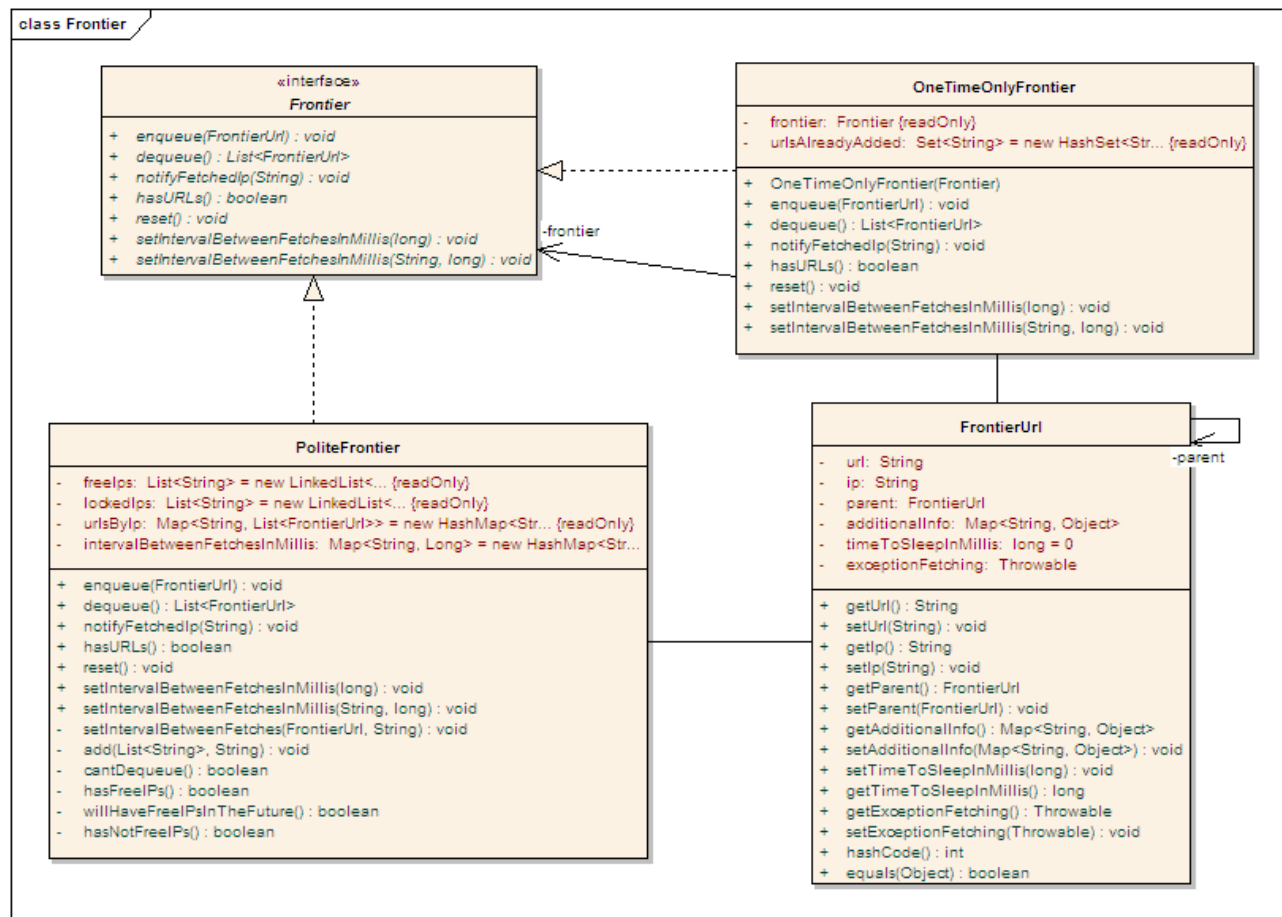 class Frontier
«interface»
Frontier
+ enqueue(FrontierUrl) : void
+ dequeue() : List<FrontierUrl>
+ notifyFetchedIp(String) : void
+ hasURLs() : boolean
+ reset() : void
+ setIntervalBetweenFetchesInMillis(long) : void
+ setIntervalBetweenFetchesInMillis(String, long) : void
OneTimeOnlyFrontier
- frontier: Frontier {readOnly}
- urlsAlreadyAdded: Set<String> = new HashSet<Str... {readOnly}
+ OneTimeOnlyFrontier(Frontier)
+ enqueue(FrontierUrl) : void
+ dequeue() : List<FrontierUrl>
+ notifyFetchedIp(String) : void
+ hasURLs() : boolean
+ reset() : void
+ setIntervalBetweenFetchesInMillis(long) : void
+ setIntervalBetweenFetchesInMillis(String, long) : void
-frontier
PoliteFrontier
- freeIps: List<String> = new LinkedList<... {readOnly}
- lockedIps: List<String> = new LinkedList<... {readOnly}
- urlsByIp: Map<String, List<FrontierUrl>> = new HashMap<Str... {readOnly}
- intervalBetweenFetchesInMillis: Map<String, Long> = new HashMap<Str...
+ enqueue(FrontierUrl) : void
+ dequeue() : List<FrontierUrl>
+ notifyFetchedIp(String) : void
+ hasURLs() : boolean
+ reset() : void
+ setIntervalBetweenFetchesInMillis(long) : void
+ setIntervalBetweenFetchesInMillis(String, long) : void
- setIntervalBetweenFetches(FrontierUrl, String) : void
- add(List<String>, String) : void
- cantDequeue() : boolean
- hasFreeIPs() : boolean
- willHaveFreeIPsInTheFuture() : boolean
- hasNotFreeIPs() : boolean
FrontierUrl
- url: String
- ip: String
- parent: FrontierUrl
- additionalInfo: Map<String, Object>
- timeToSleepInMillis: long = 0
- exceptionFetching: Throwable
+ getUrl() : String
+ setUrl(String) : void
+ getIp() : String
+ setIp(String) : void
+ getParent() : FrontierUrl
+ setParent(FrontierUrl) : void
+ getAdditionalInfo() : Map<String, Object>
+ setAdditionalInfo(Map<String, Object>) : void
+ setTimeToSleepInMillis(long) : void
+ getTimeToSleepInMillis() : long
+ getExceptionFetching() : Throwable
+ setExceptionFetching(Throwable) : void
+ hashCode() : int
+ equals(Object) : boolean
-parent